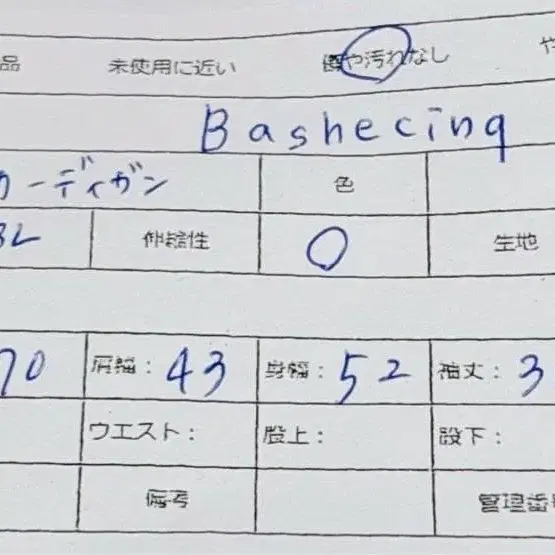 品 未使用に近い 傷や汚れなし
Bashecinq
カーディガン 色
3L 伸縮性 ○ 生地
70 肩幅: 43 身幅: 52 袖丈: 3
ウエスト: 股上: 股下:
備考 管理番